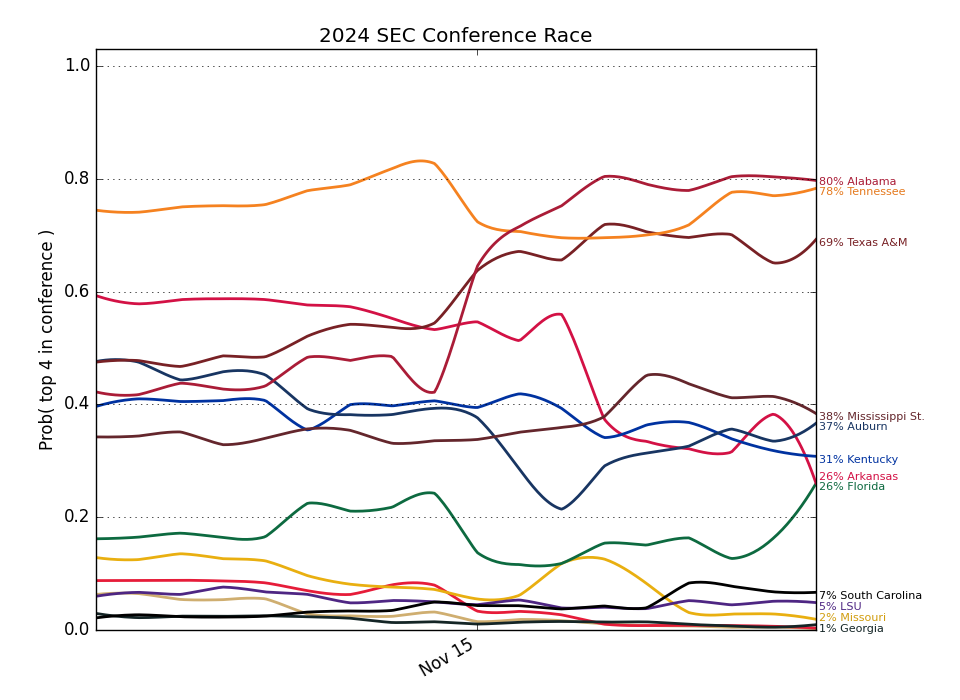 2024 SEC Conference Race
1.0
0.8
0.6
0.4
0.2
0.0
Prob( top 4 in conference )
Nov 15
80% Alabama
78% Tennessee
69% Texas A&M
38% Mississippi St.
37% Auburn
31% Kentucky
26% Arkansas
26% Florida
7% South Carolina
5% LSU
2% Missouri
1% Georgia